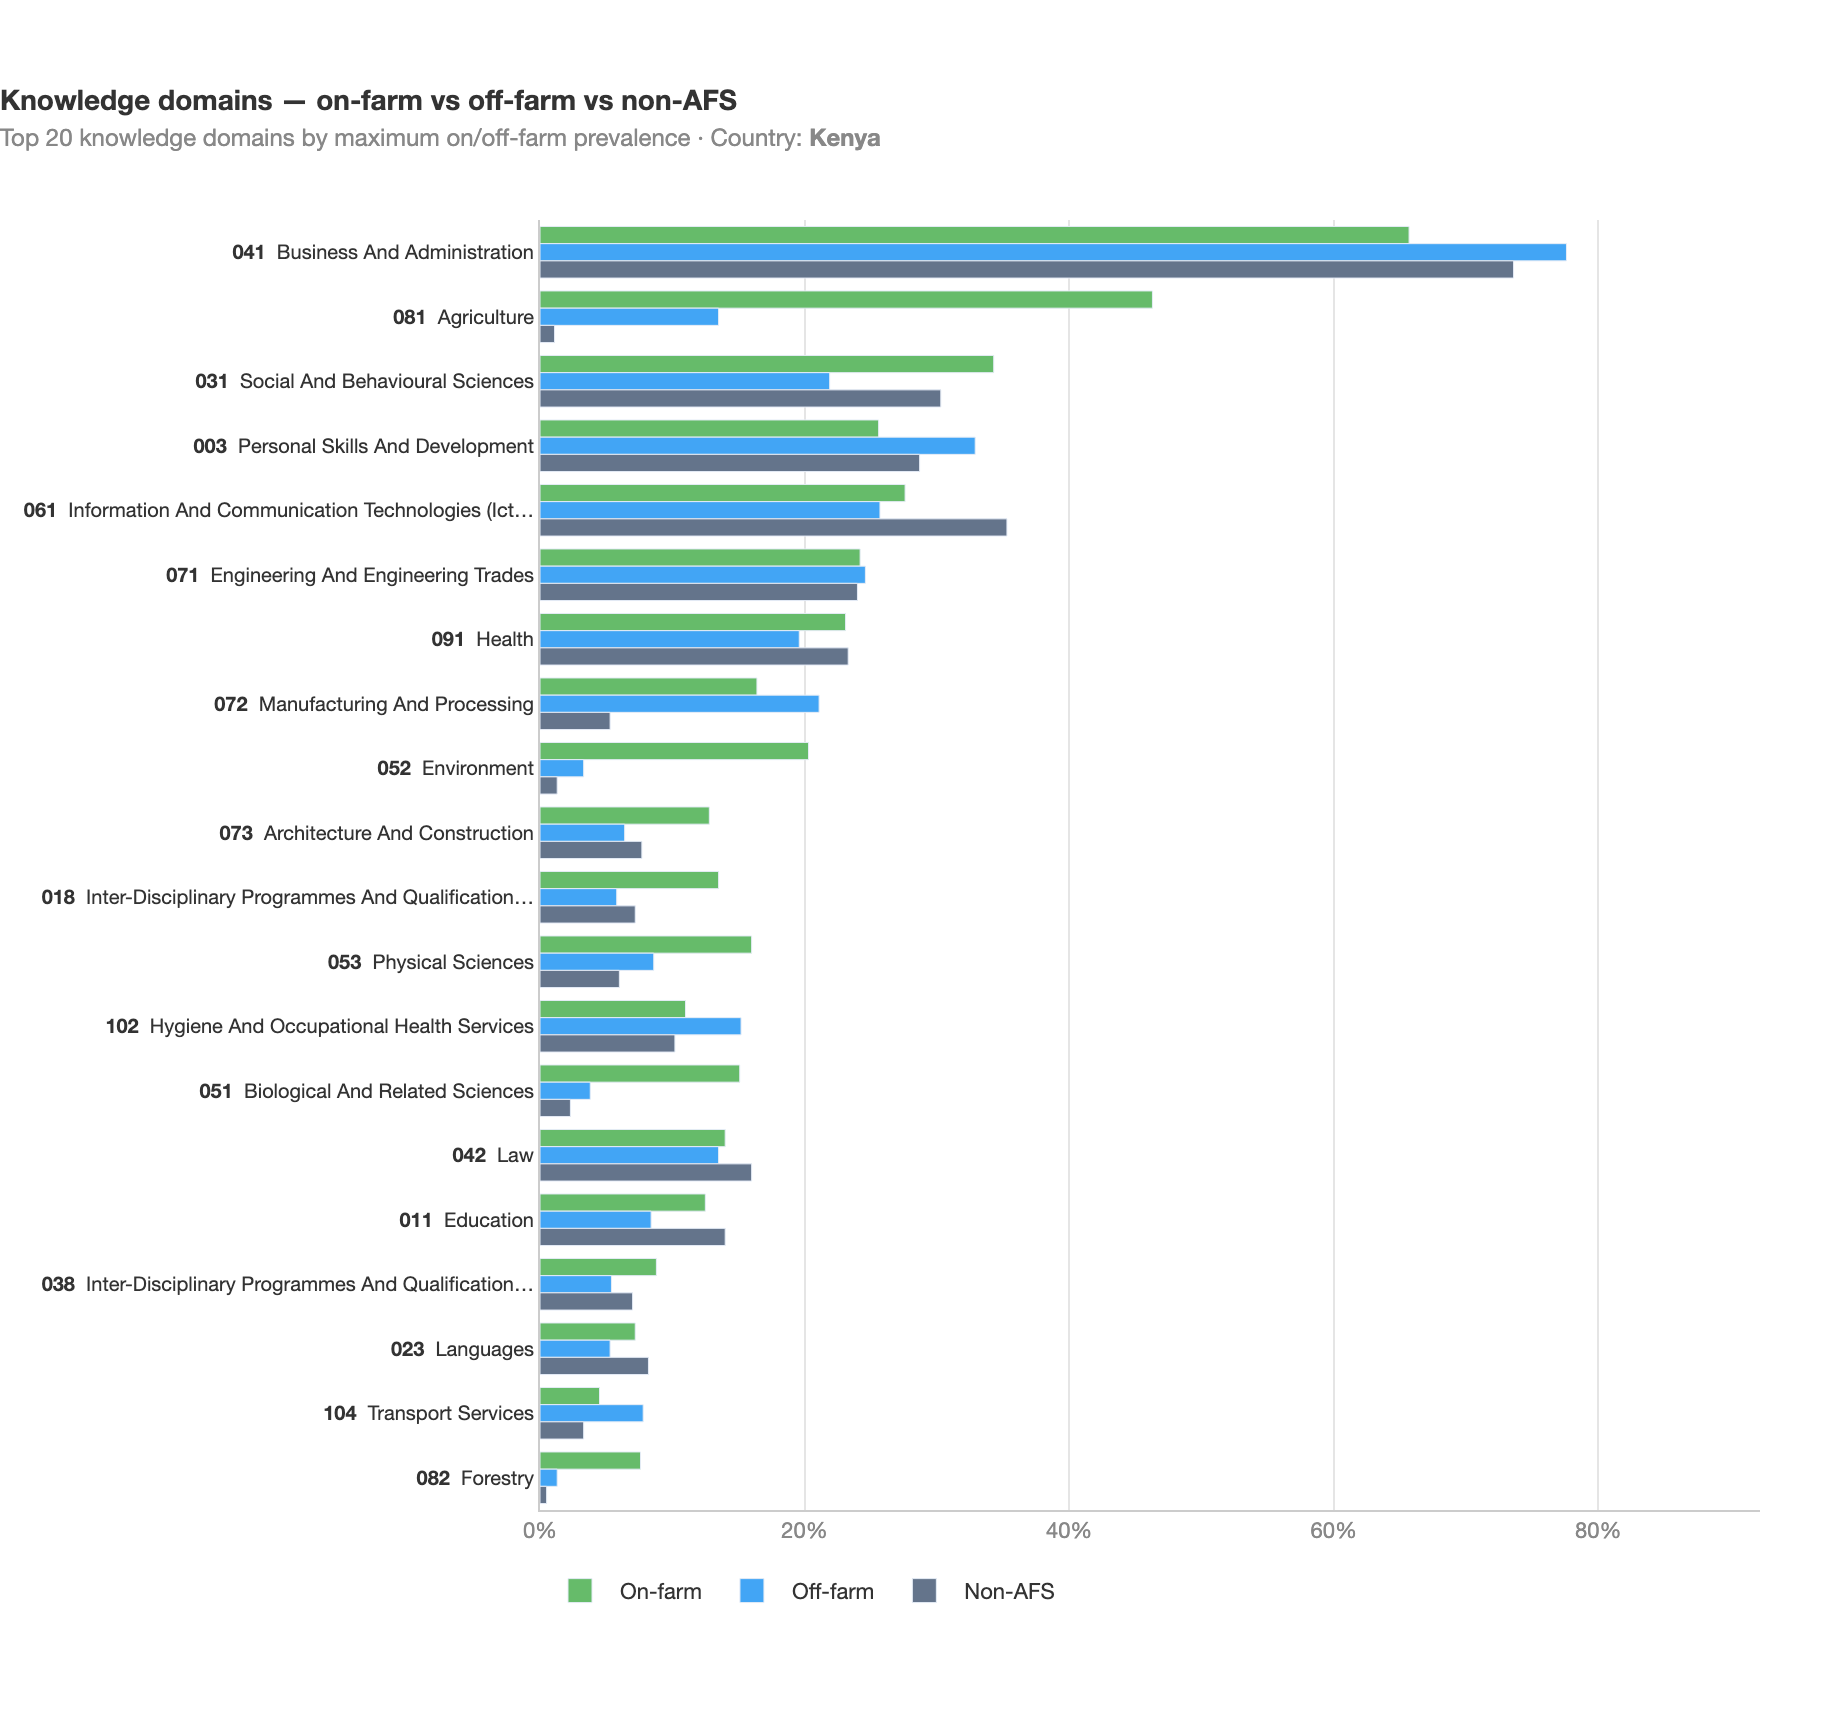 Knowledge domains — on-farm vs off-farm vs non-AFS
Top 20 knowledge domains by maximum on/off-farm prevalence · Country: Kenya
041 Business And Administration
081 Agriculture
031 Social And Behavioural Sciences
003 Personal Skills And Development
061 Information And Communication Technologies (Ict…
071 Engineering And Engineering Trades
091 Health
072 Manufacturing And Processing
052 Environment
073 Architecture And Construction
018 Inter-Disciplinary Programmes And Qualification…
053 Physical Sciences
102 Hygiene And Occupational Health Services
051 Biological And Related Sciences
042 Law
011 Education
038 Inter-Disciplinary Programmes And Qualification…
023 Languages
104 Transport Services
082 Forestry
0% 20% 40% 60% 80%
On-farm Off-farm Non-AFS